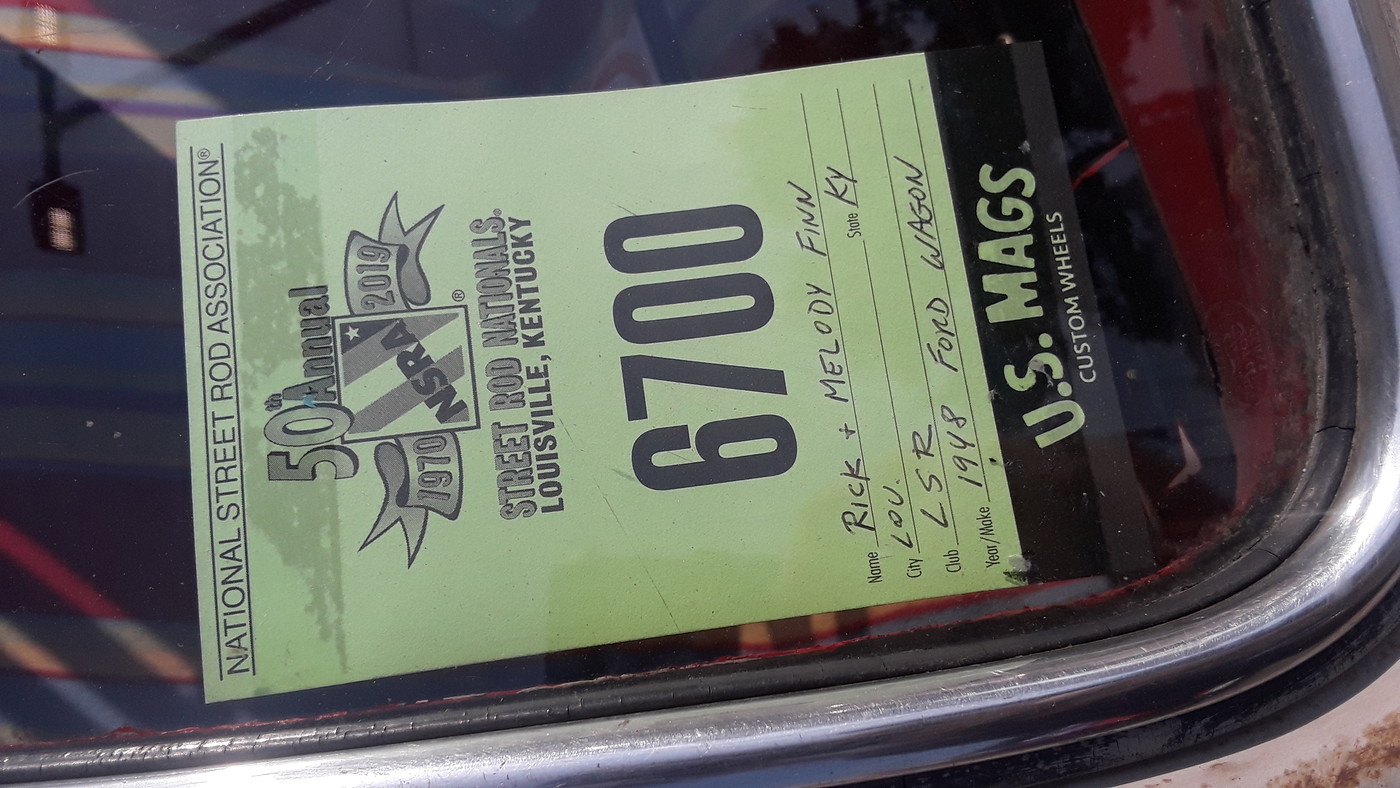 NATIONAL STREET ROD ASSOCIATION®
50th Annual
1970 NSRA® 2019
STREET ROD NATIONALS®
LOUISVILLE, KENTUCKY
6700
Name RICK + MELODY FINN
City LOU. State KY
Club LSR
Year/Make 1948 FORD WAGON
U.S. MAGS
CUSTOM WHEELS